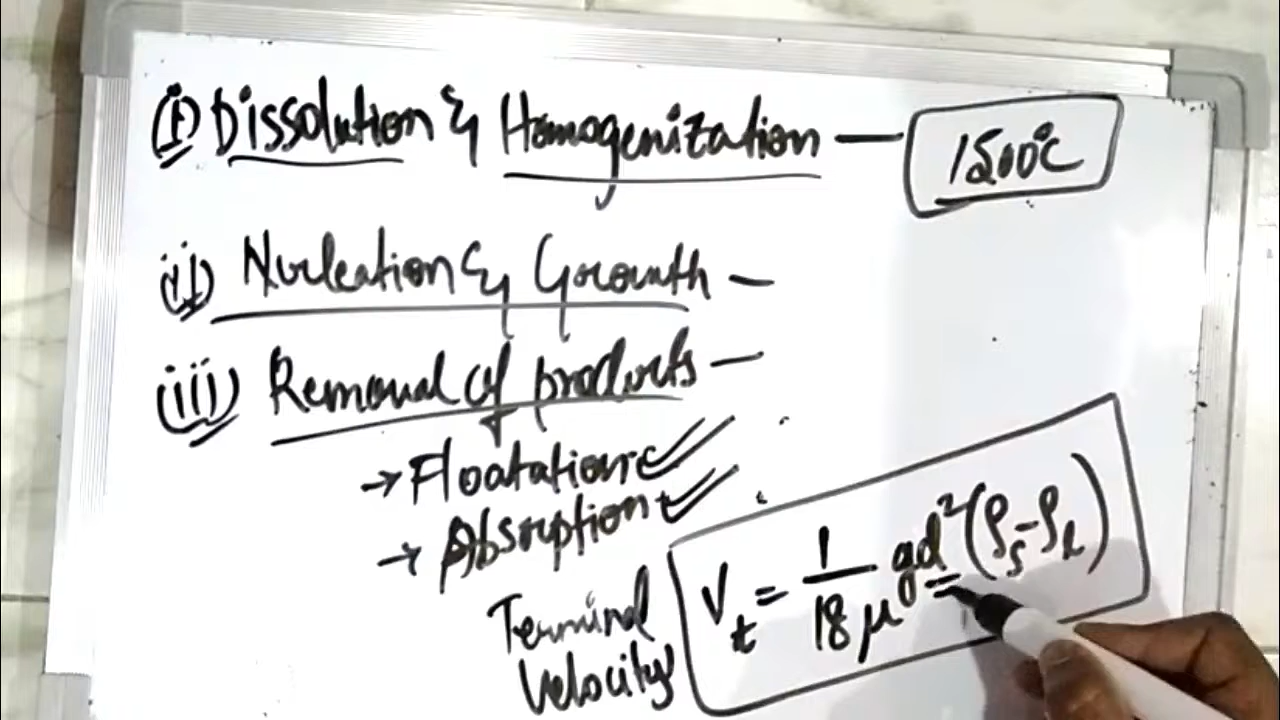 (i) Dissolution & Homogenization — 1500°C
(ii) Nucleation & Growth —
(iii) Removal of products —
→ Floatation ✓
→ Absorption ✓
Terminal Velocity
V_t = 1/18μ gd² (ρ_s - ρ_l)